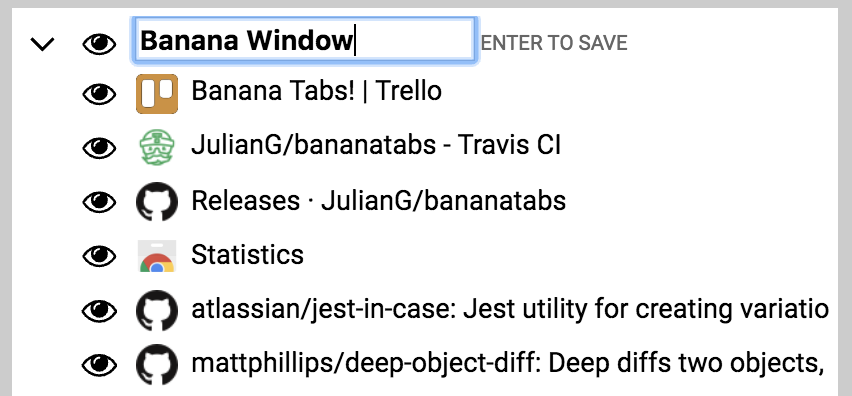 Banana Window ENTER TO SAVE
Banana Tabs! | Trello
JulianG/bananatabs - Travis CI
Releases · JulianG/bananatabs
Statistics
atlassian/jest-in-case: Jest utility for creating variatio
mattphillips/deep-object-diff: Deep diffs two objects,